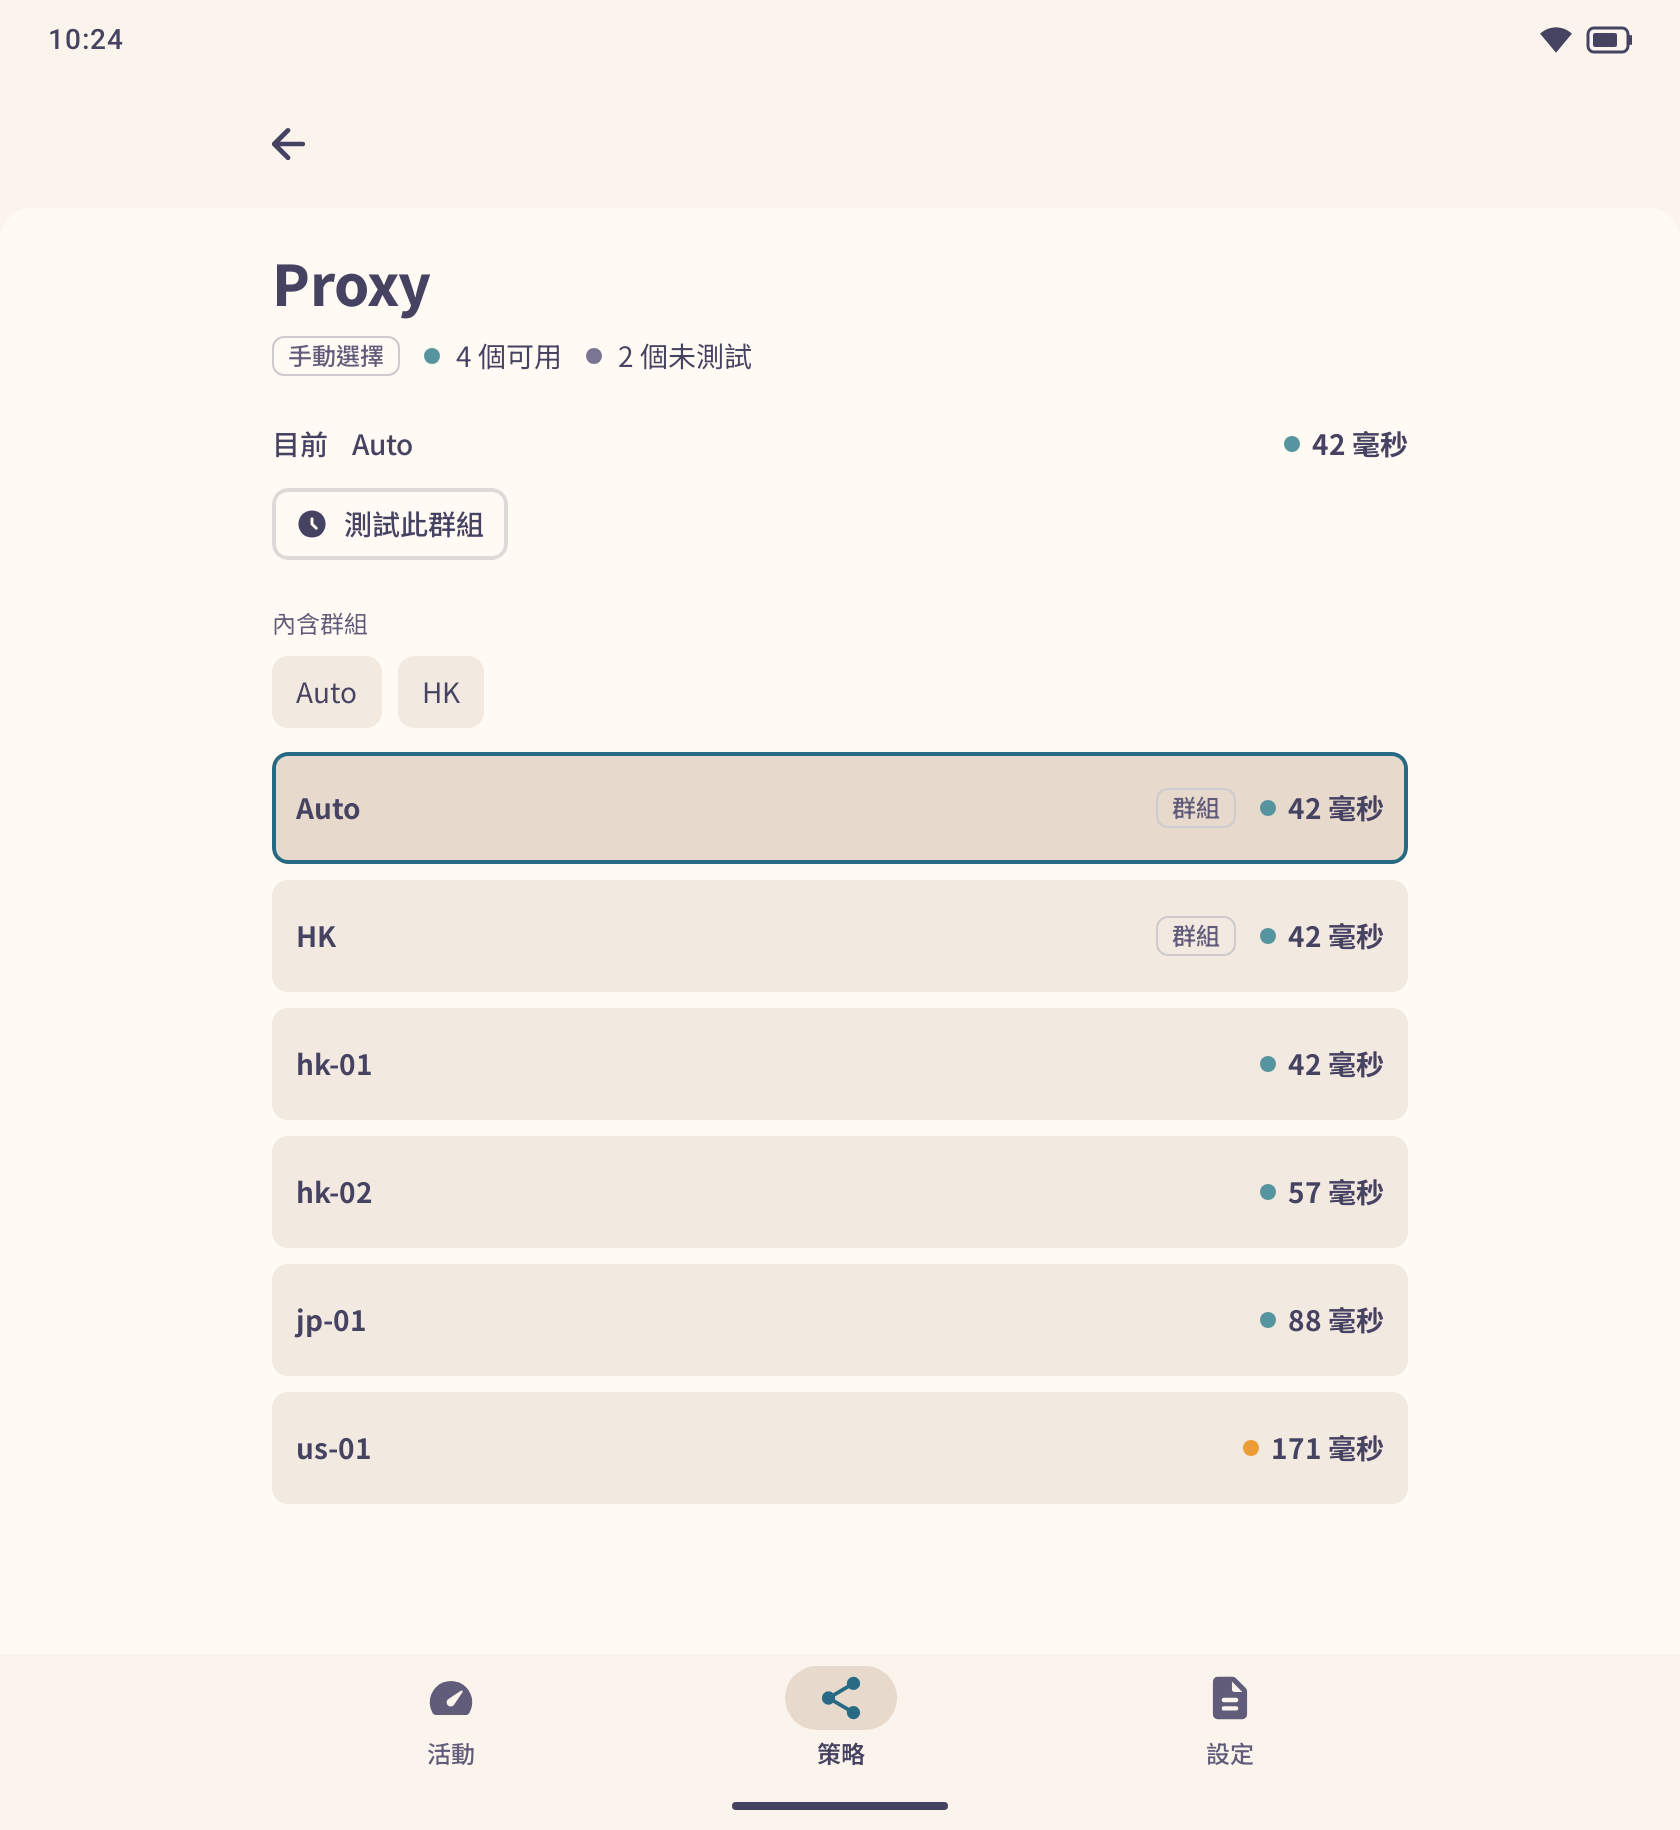 10:24
Proxy
手動選擇 4 個可用 2 個未測試
目前 Auto 42 毫秒
測試此群組
內含群組
Auto HK
Auto 群組 42 毫秒
HK 群組 42 毫秒
hk-01 42 毫秒
hk-02 57 毫秒
jp-01 88 毫秒
us-01 171 毫秒
活動 策略 設定